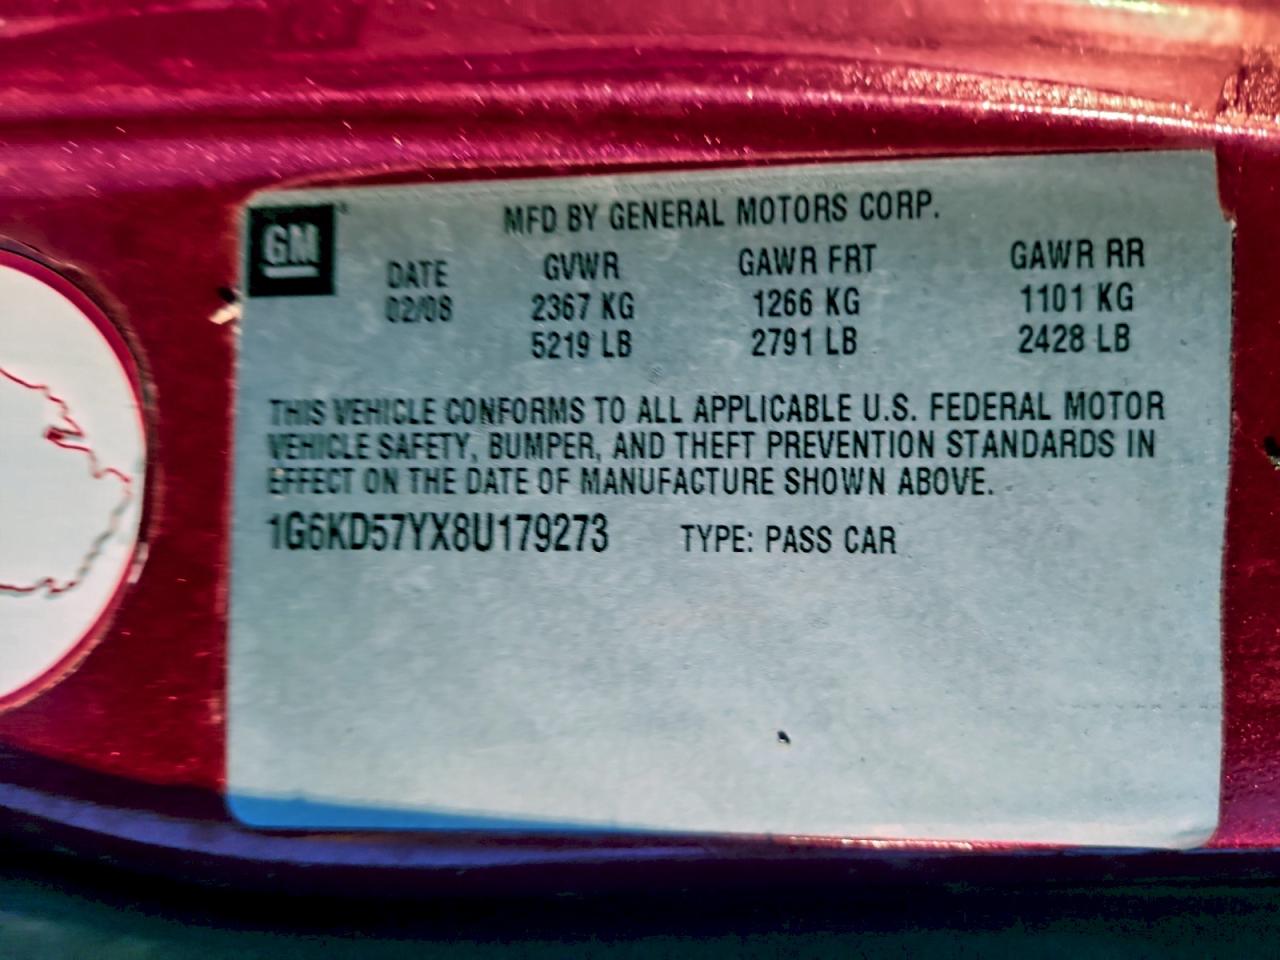 GM
MFD BY GENERAL MOTORS CORP.
DATE GVWR GAWR FRT GAWR RR
02/08 2367 KG 1266 KG 1101 KG
5219 LB 2791 LB 2428 LB
THIS VEHICLE CONFORMS TO ALL APPLICABLE U.S. FEDERAL MOTOR
VEHICLE SAFETY, BUMPER, AND THEFT PREVENTION STANDARDS IN
EFFECT ON THE DATE OF MANUFACTURE SHOWN ABOVE.
1G6KD57YX8U179273 TYPE: PASS CAR